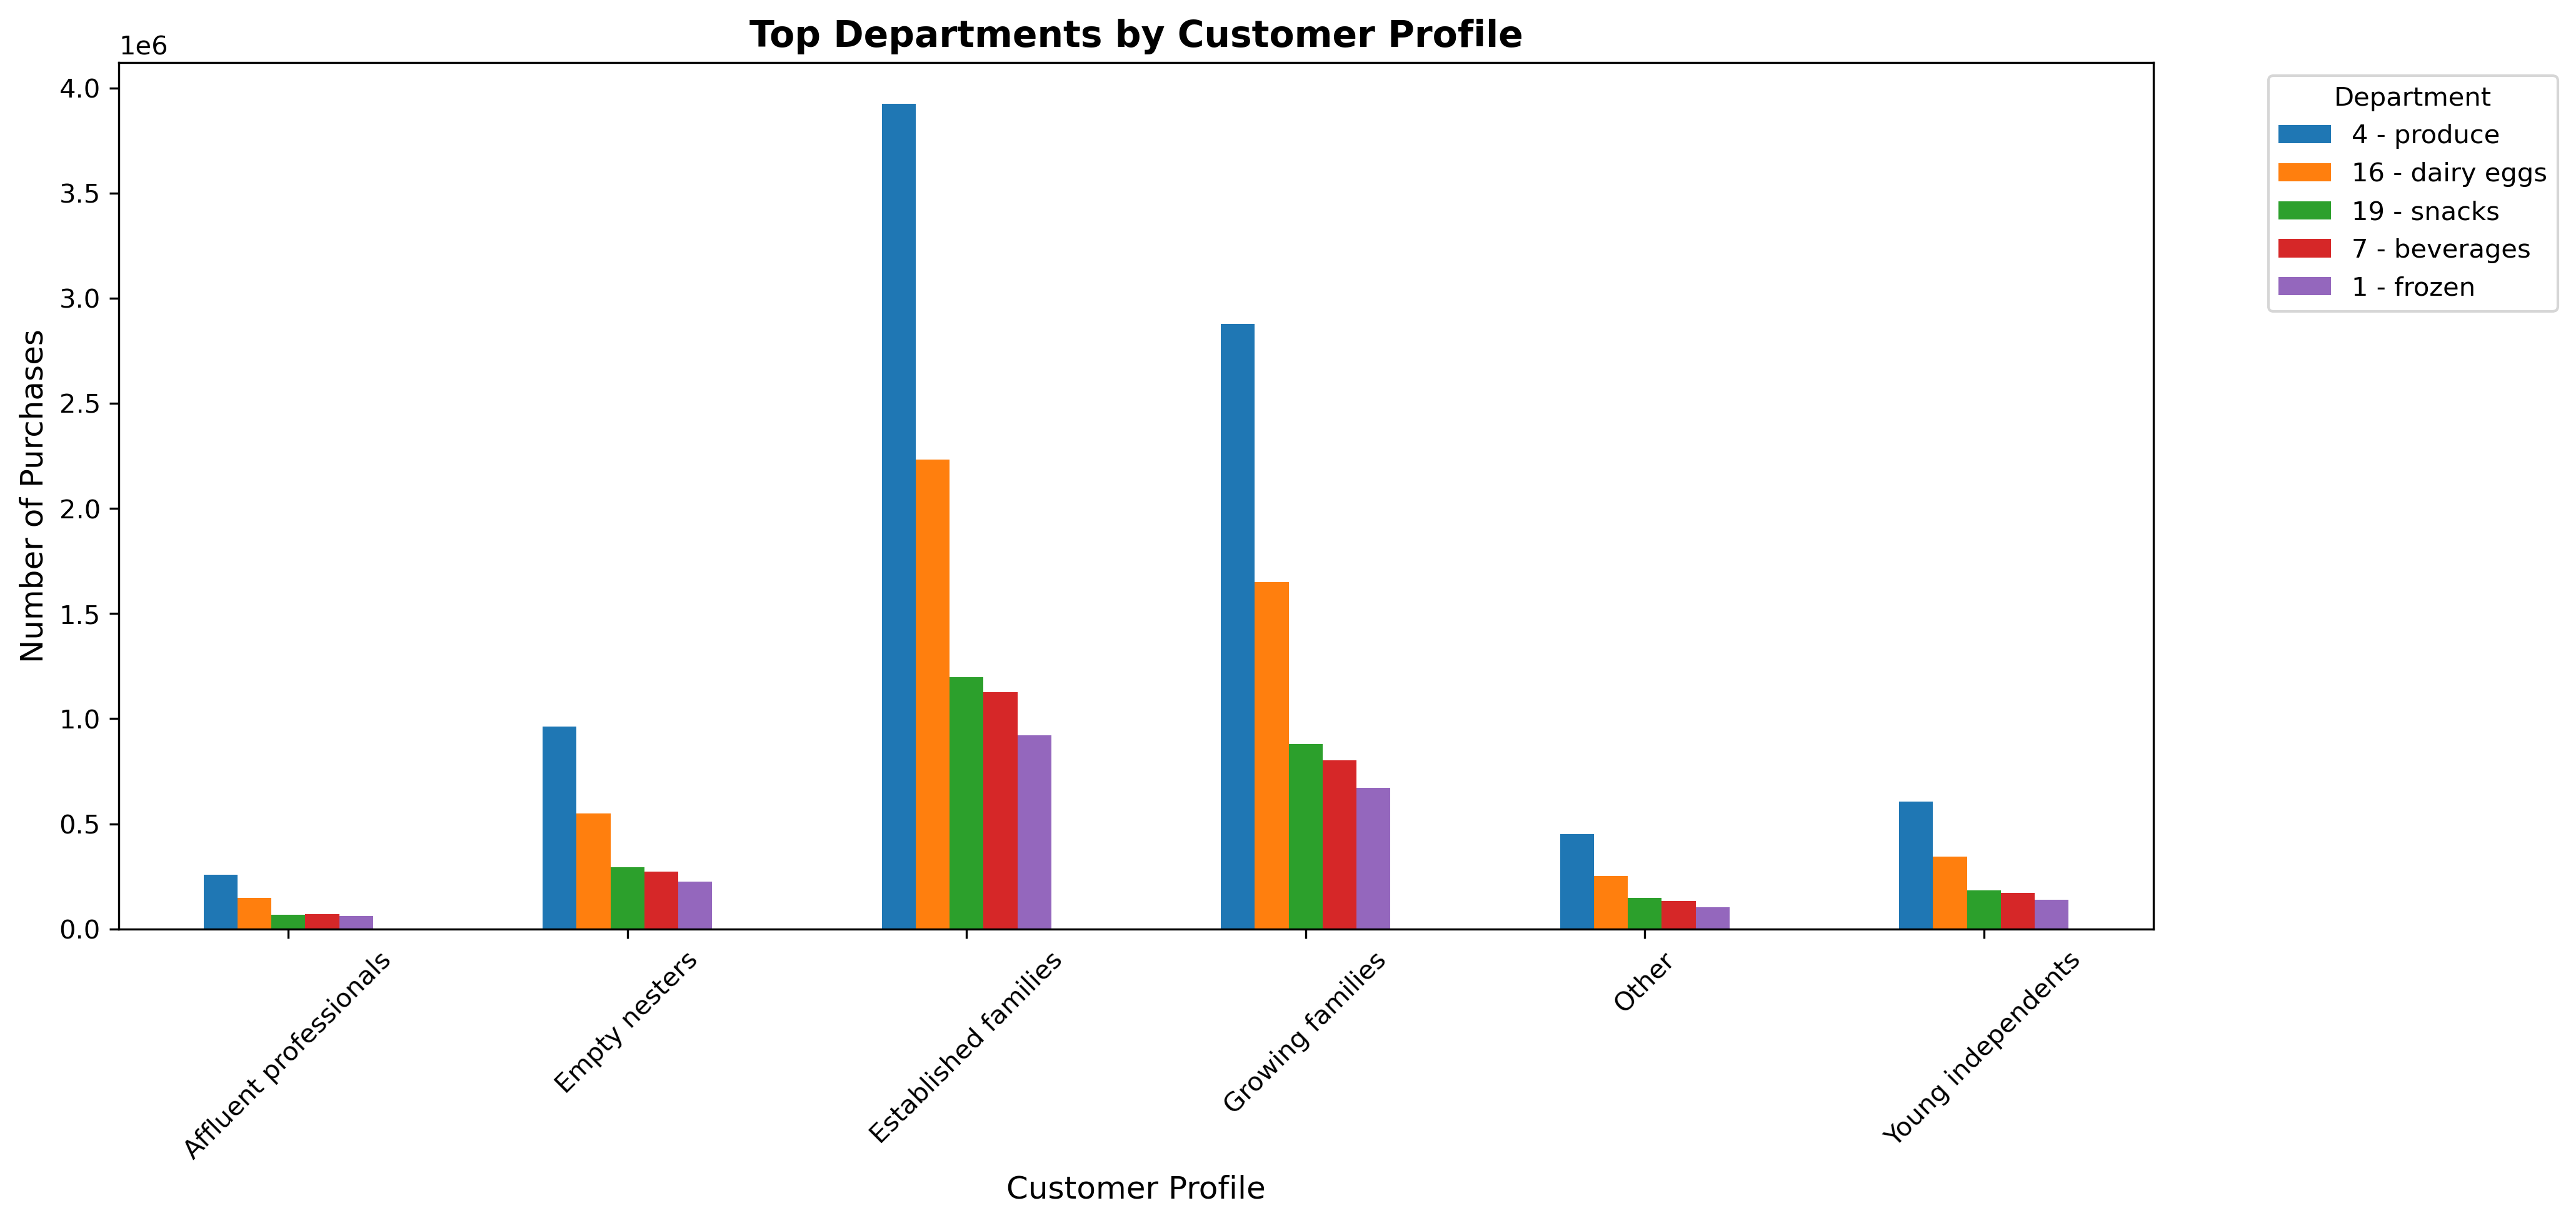 Top Departments by Customer Profile
1e6
4.0
3.5
3.0
2.5
2.0
1.5
1.0
0.5
0.0
Number of Purchases
Affluent professionals
Empty nesters
Established families
Growing families
Other
Young independents
Customer Profile
Department
4 - produce
16 - dairy eggs
19 - snacks
7 - beverages
1 - frozen